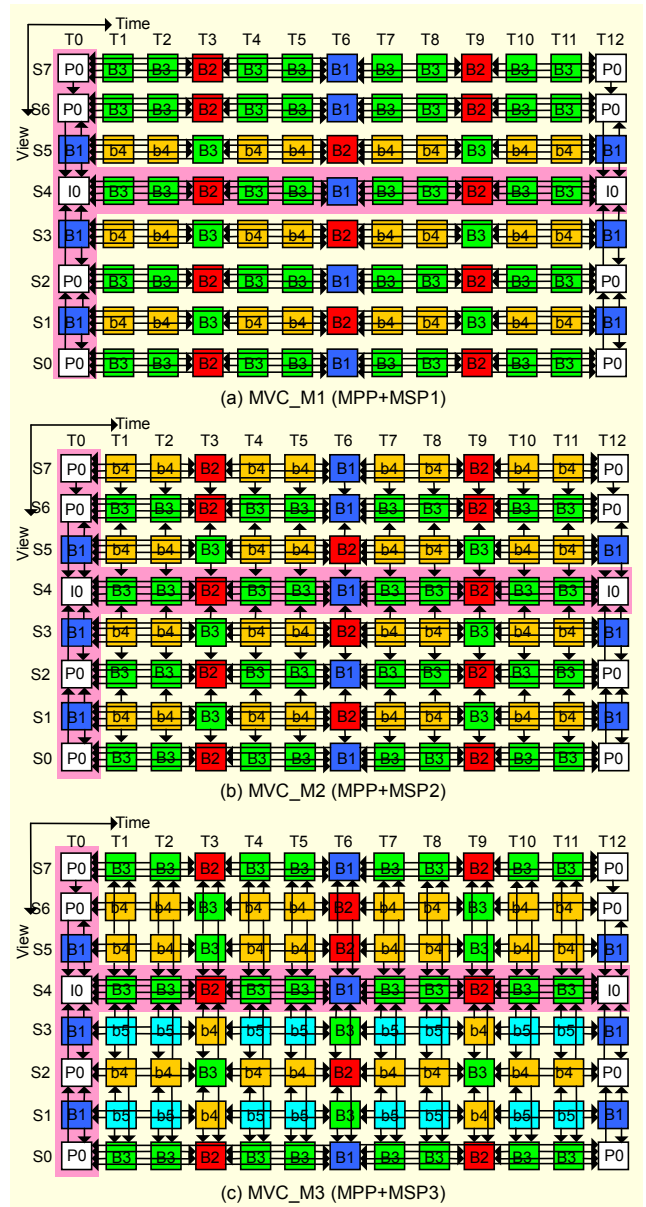 Time
T0 T1 T2 T3 T4 T5 T6 T7 T8 T9 T10 T11 T12
View
S7 P0 B3 B3 B2 B3 B3 B1 B3 B3 B2 B3 B3 P0
S6 P0 B3 B3 B2 B3 B3 B1 B3 B3 B2 B3 B3 P0
S5 B1 b4 b4 B3 b4 b4 B2 b4 b4 B3 b4 b4 B1
S4 I0 B3 B3 B2 B3 B3 B1 B3 B3 B2 B3 B3 I0
S3 B1 b4 b4 B3 b4 b4 B2 b4 b4 B3 b4 b4 B1
S2 P0 B3 B3 B2 B3 B3 B1 B3 B3 B2 B3 B3 P0
S1 B1 b4 b4 B3 b4 b4 B2 b4 b4 B3 b4 b4 B1
S0 P0 B3 B3 B2 B3 B3 B1 B3 B3 B2 B3 B3 P0
(a) MVC_M1 (MPP+MSP1)
Time
T0 T1 T2 T3 T4 T5 T6 T7 T8 T9 T10 T11 T12
View
S7 P0 b4 b4 B2 b4 b4 B1 b4 b4 B2 b4 b4 P0
S6 P0 B3 B3 B2 B3 B3 B1 B3 B3 B2 B3 B3 P0
S5 B1 b4 b4 B3 b4 b4 B2 b4 b4 B3 b4 b4 B1
S4 I0 B3 B3 B2 B3 B3 B1 B3 B3 B2 B3 B3 I0
S3 B1 b4 b4 B3 b4 b4 B2 b4 b4 B3 b4 b4 B1
S2 P0 B3 B3 B2 B3 B3 B1 B3 B3 B2 B3 B3 P0
S1 B1 b4 b4 B3 b4 b4 B2 b4 b4 B3 b4 b4 B1
S0 P0 B3 B3 B2 B3 B3 B1 B3 B3 B2 B3 B3 P0
(b) MVC_M2 (MPP+MSP2)
Time
T0 T1 T2 T3 T4 T5 T6 T7 T8 T9 T10 T11 T12
View
S7 P0 B3 B3 B2 B3 B3 B1 B3 B3 B2 B3 B3 P0
S6 P0 b4 b4 B3 b4 b4 B2 b4 b4 B3 b4 b4 P0
S5 B1 b4 b4 B3 b4 b4 B2 b4 b4 B3 b4 b4 B1
S4 I0 B3 B3 B2 B3 B3 B1 B3 B3 B2 B3 B3 I0
S3 B1 b5 b5 b4 b5 b5 B3 b5 b5 b4 b5 b5 B1
S2 P0 b4 b4 B3 b4 b4 B2 b4 b4 B3 b4 b4 P0
S1 B1 b5 b5 b4 b5 b5 B3 b5 b5 b4 b5 b5 B1
S0 P0 B3 B3 B2 B3 B3 B1 B3 B3 B2 B3 B3 P0
(c) MVC_M3 (MPP+MSP3)